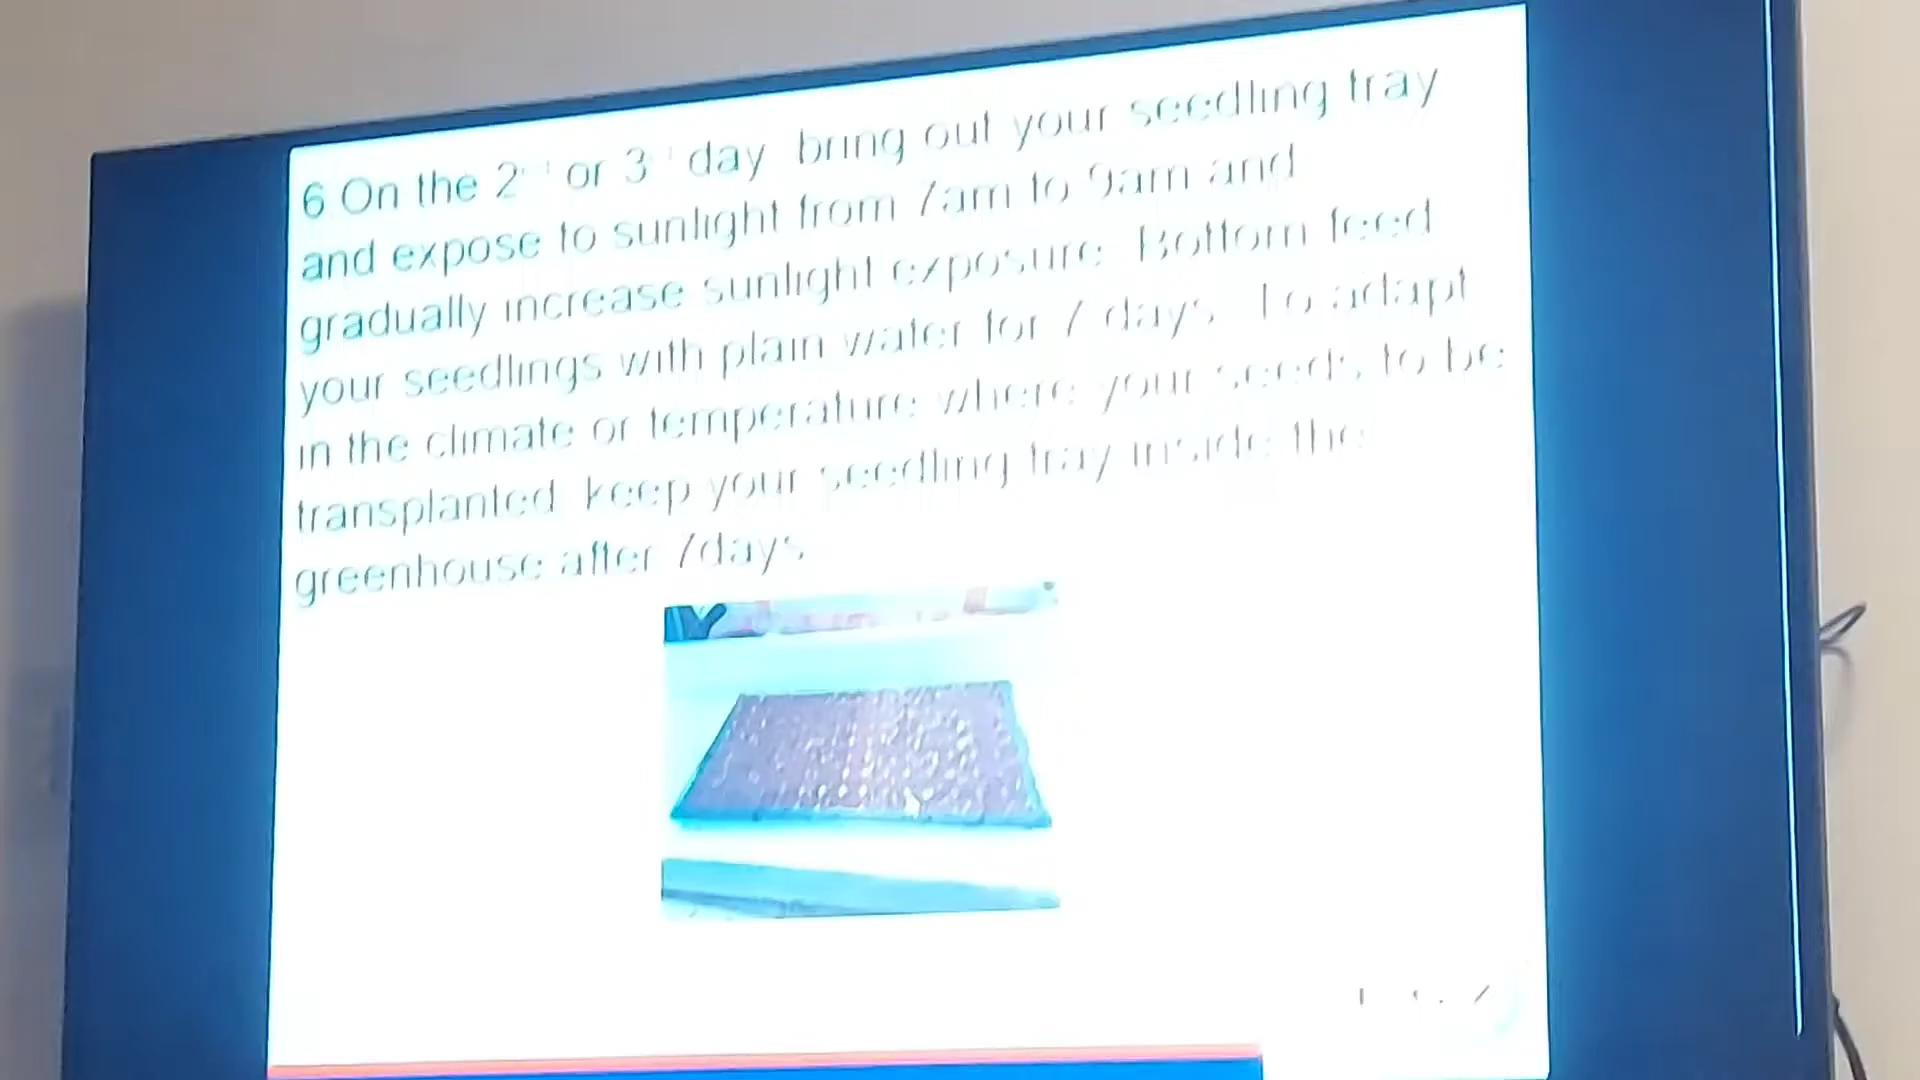 6.On the 2nd or 3rd day bring out your seedling tray
and expose to sunlight from 7am to 9am and
gradually increase sunlight exposure. Bottom feed
your seedlings with plain water for 7 days. To adapt
in the climate or temperature where your seeds to be
transplanted, keep your seedling tray inside the
greenhouse after 7days.